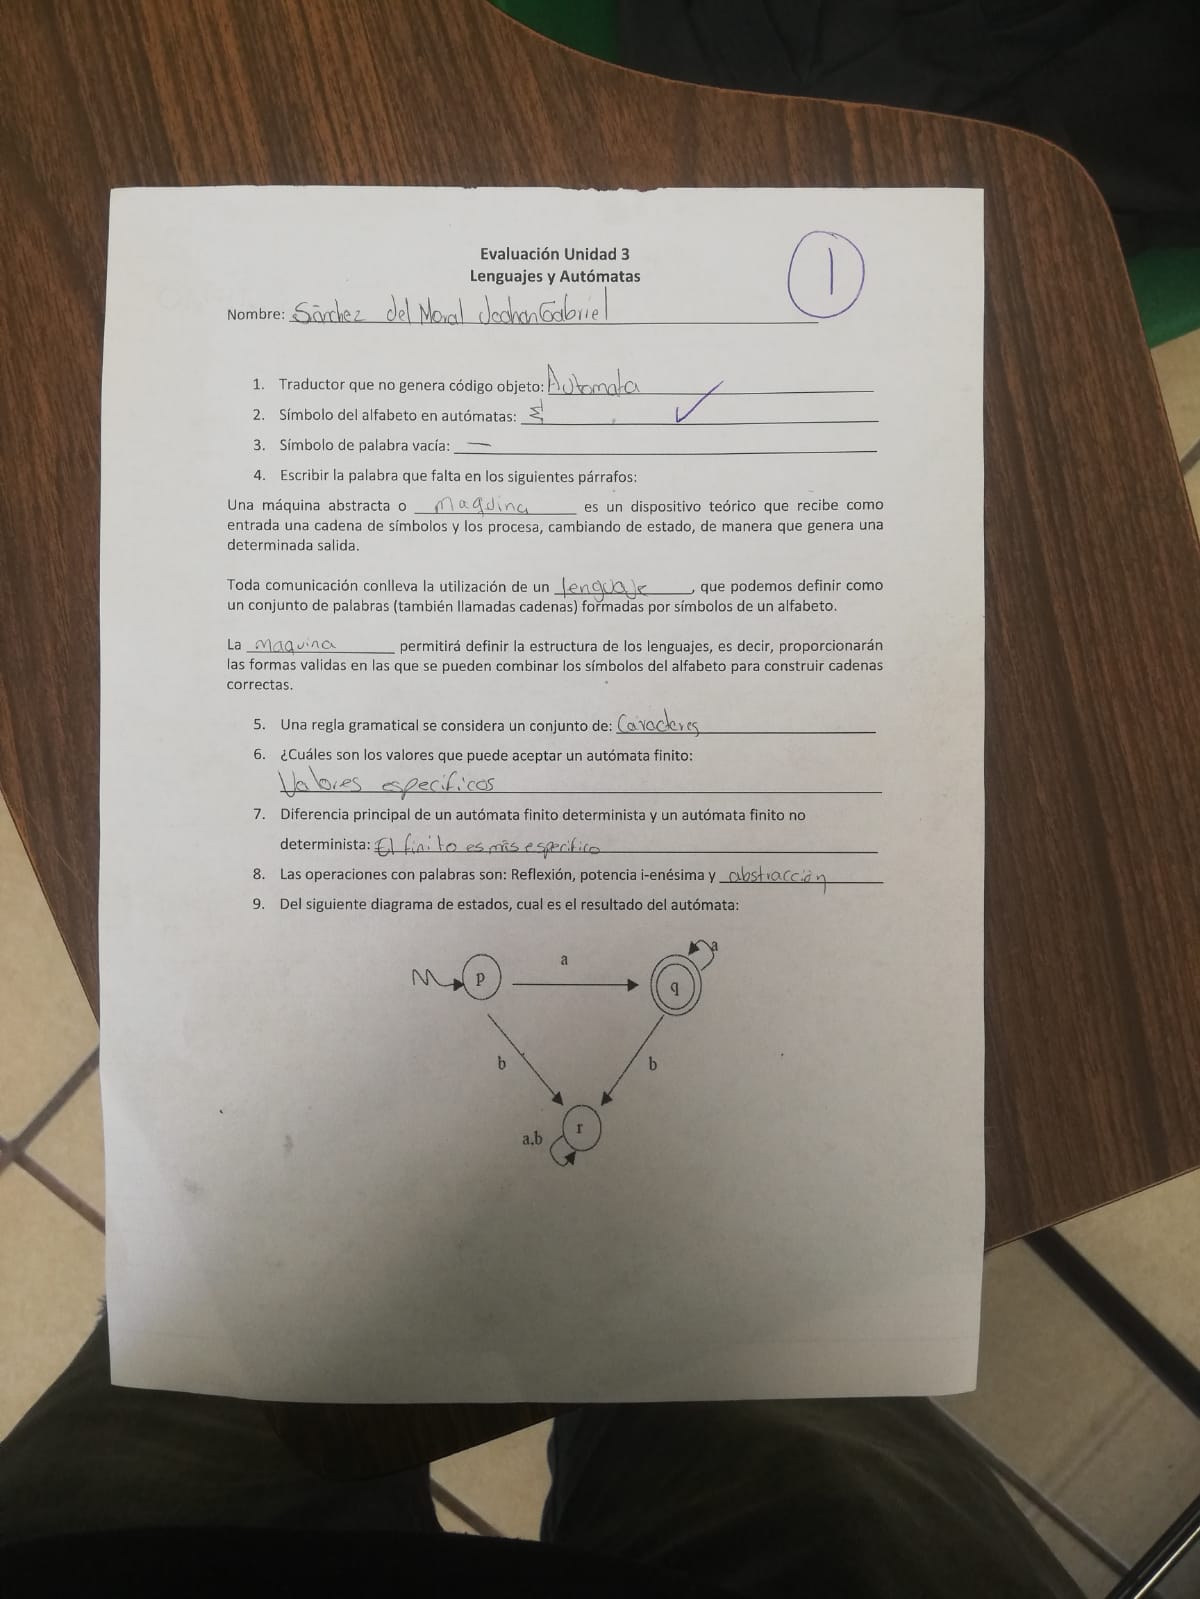 Evaluación Unidad 3
Lenguajes y Autómatas
1
Nombre: Sánchez del Moral Jochan Gabriel
1. Traductor que no genera código objeto: Automata
2. Símbolo del alfabeto en autómatas: Σ
3. Símbolo de palabra vacía: —
4. Escribir la palabra que falta en los siguientes párrafos:
Una máquina abstracta o maquina es un dispositivo teórico que recibe como
entrada una cadena de símbolos y los procesa, cambiando de estado, de manera que genera una
determinada salida.
Toda comunicación conlleva la utilización de un lenguaje, que podemos definir como
un conjunto de palabras (también llamadas cadenas) formadas por símbolos de un alfabeto.
La maquina permitirá definir la estructura de los lenguajes, es decir, proporcionarán
las formas validas en las que se pueden combinar los símbolos del alfabeto para construir cadenas
correctas.
5. Una regla gramatical se considera un conjunto de: Caracteres
6. ¿Cuáles son los valores que puede aceptar un autómata finito:
Valores especificos
7. Diferencia principal de un autómata finito determinista y un autómata finito no
determinista: El finito es más especifico
8. Las operaciones con palabras son: Reflexión, potencia i-enésima y abstracción
9. Del siguiente diagrama de estados, cual es el resultado del autómata:
a
a
p
q
b
b
r
a,b